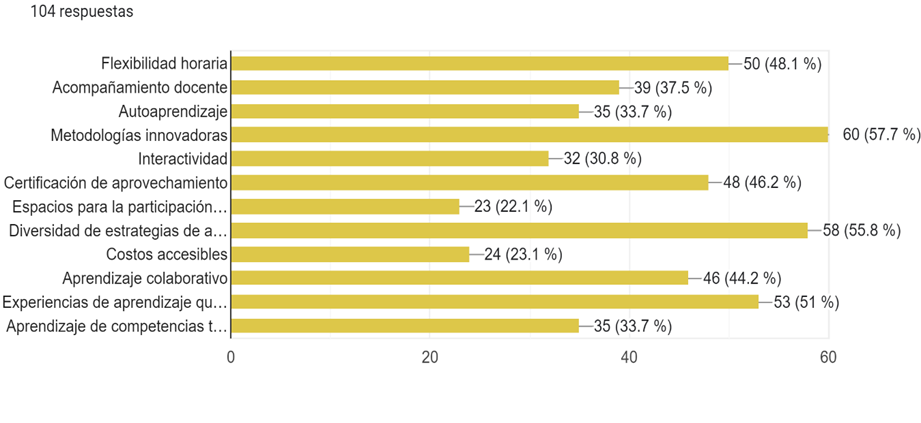 104 respuestas
Flexibilidad horaria 50 (48.1 %)
Acompañamiento docente 39 (37.5 %)
Autoaprendizaje 35 (33.7 %)
Metodologías innovadoras 60 (57.7 %)
Interactividad 32 (30.8 %)
Certificación de aprovechamiento 48 (46.2 %)
Espacios para la participación… 23 (22.1 %)
Diversidad de estrategias de a… 58 (55.8 %)
Costos accesibles 24 (23.1 %)
Aprendizaje colaborativo 46 (44.2 %)
Experiencias de aprendizaje qu… 53 (51 %)
Aprendizaje de competencias t… 35 (33.7 %)
0 20 40 60